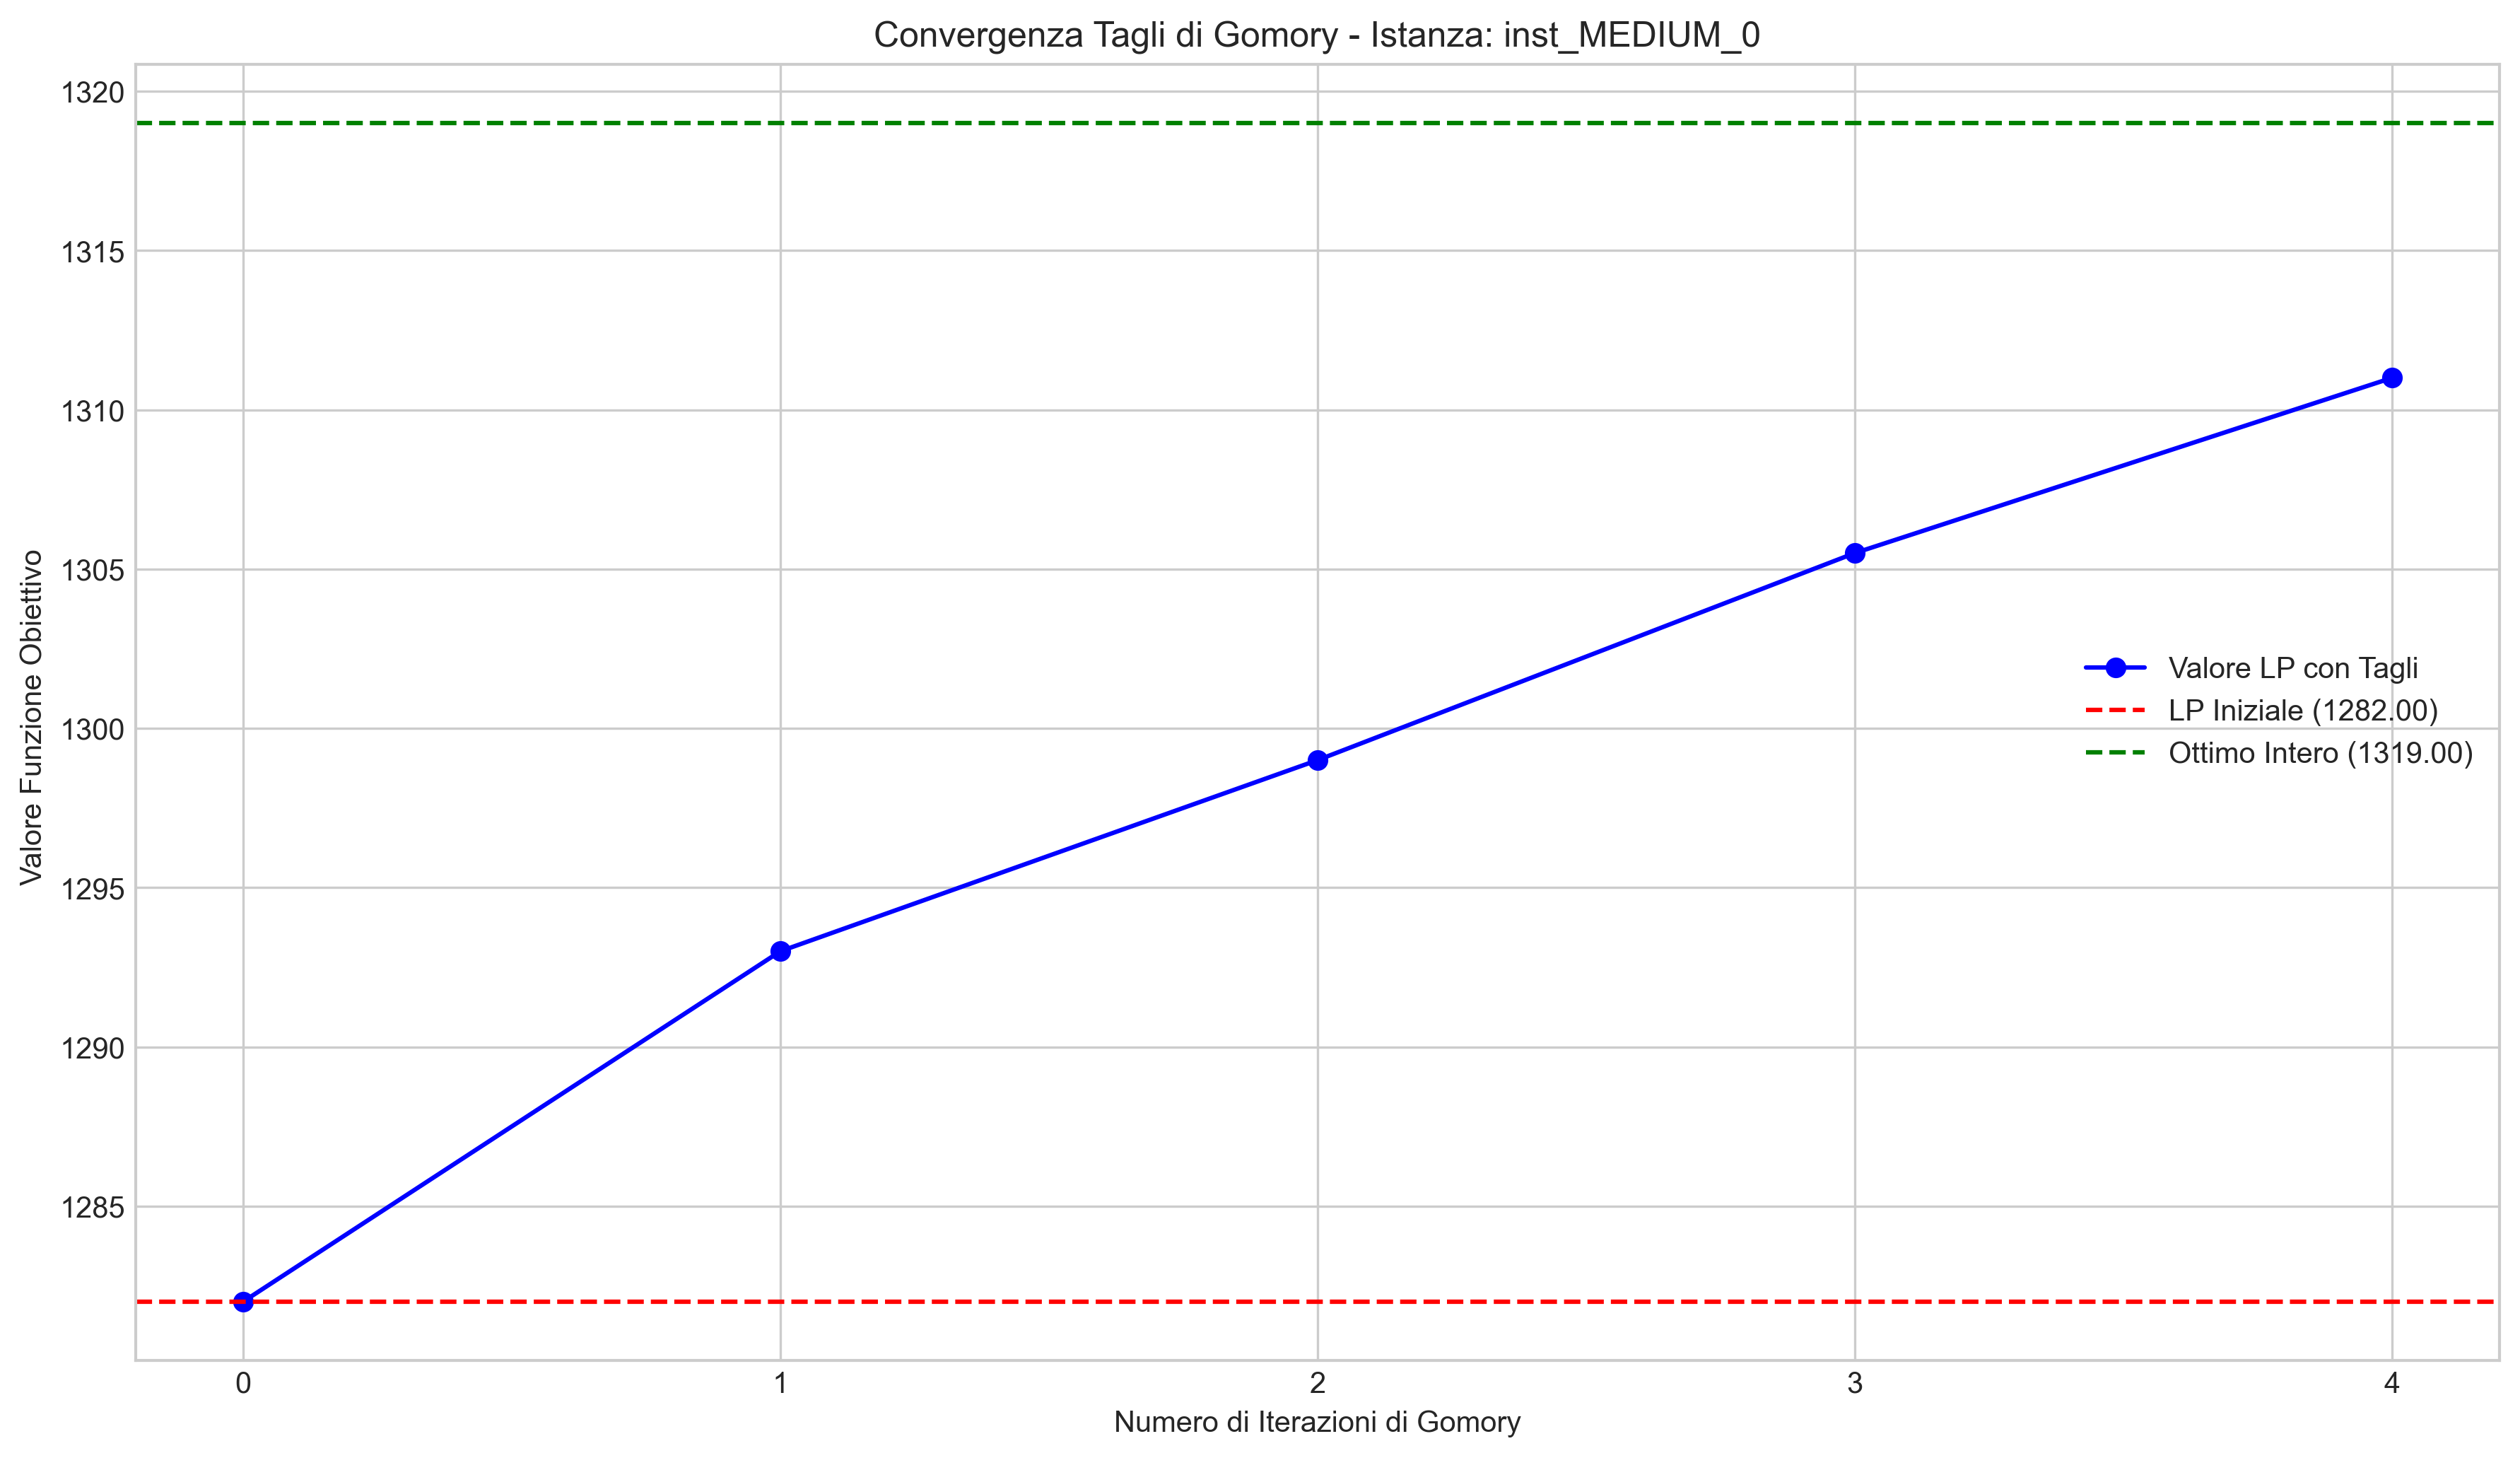 Convergenza Tagli di Gomory - Istanza: inst_MEDIUM_0
Valore Funzione Obiettivo
1320
1315
1310
1305
1300
1295
1290
1285
Valore LP con Tagli
LP Iniziale (1282.00)
Ottimo Intero (1319.00)
0 1 2 3 4
Numero di Iterazioni di Gomory